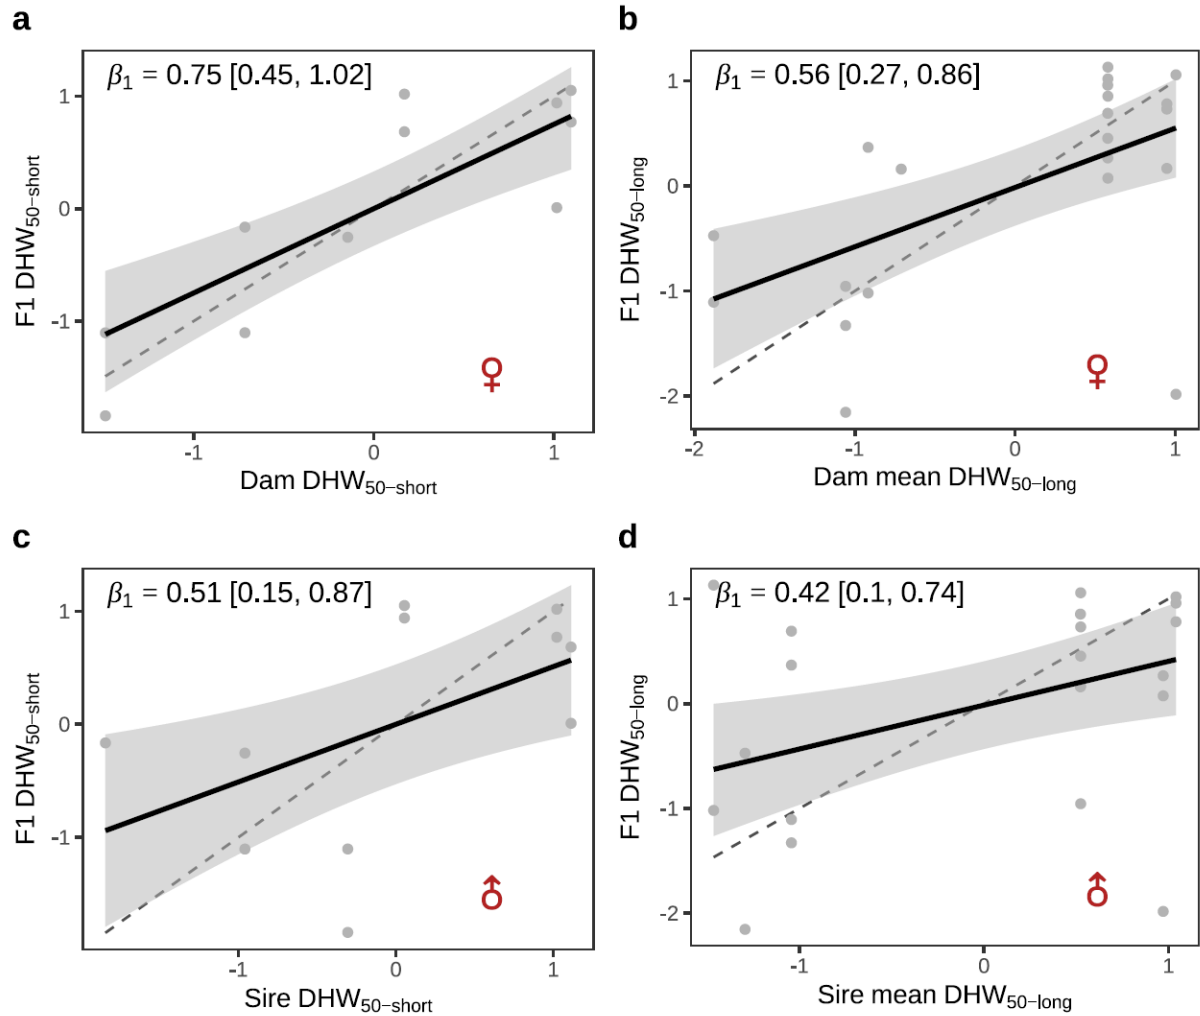 a
β1 = 0.75 [0.45, 1.02]
1
0
-1
F1 DHW50−short
♀
-1
0
1
Dam DHW50−short
b
β1 = 0.56 [0.27, 0.86]
1
0
-1
-2
F1 DHW50−long
♀
-2
-1
0
1
Dam mean DHW50−long
c
β1 = 0.51 [0.15, 0.87]
1
0
-1
F1 DHW50−short
♂
-1
0
1
Sire DHW50−short
d
β1 = 0.42 [0.1, 0.74]
1
0
-1
-2
F1 DHW50−long
♂
-1
0
1
Sire mean DHW50−long